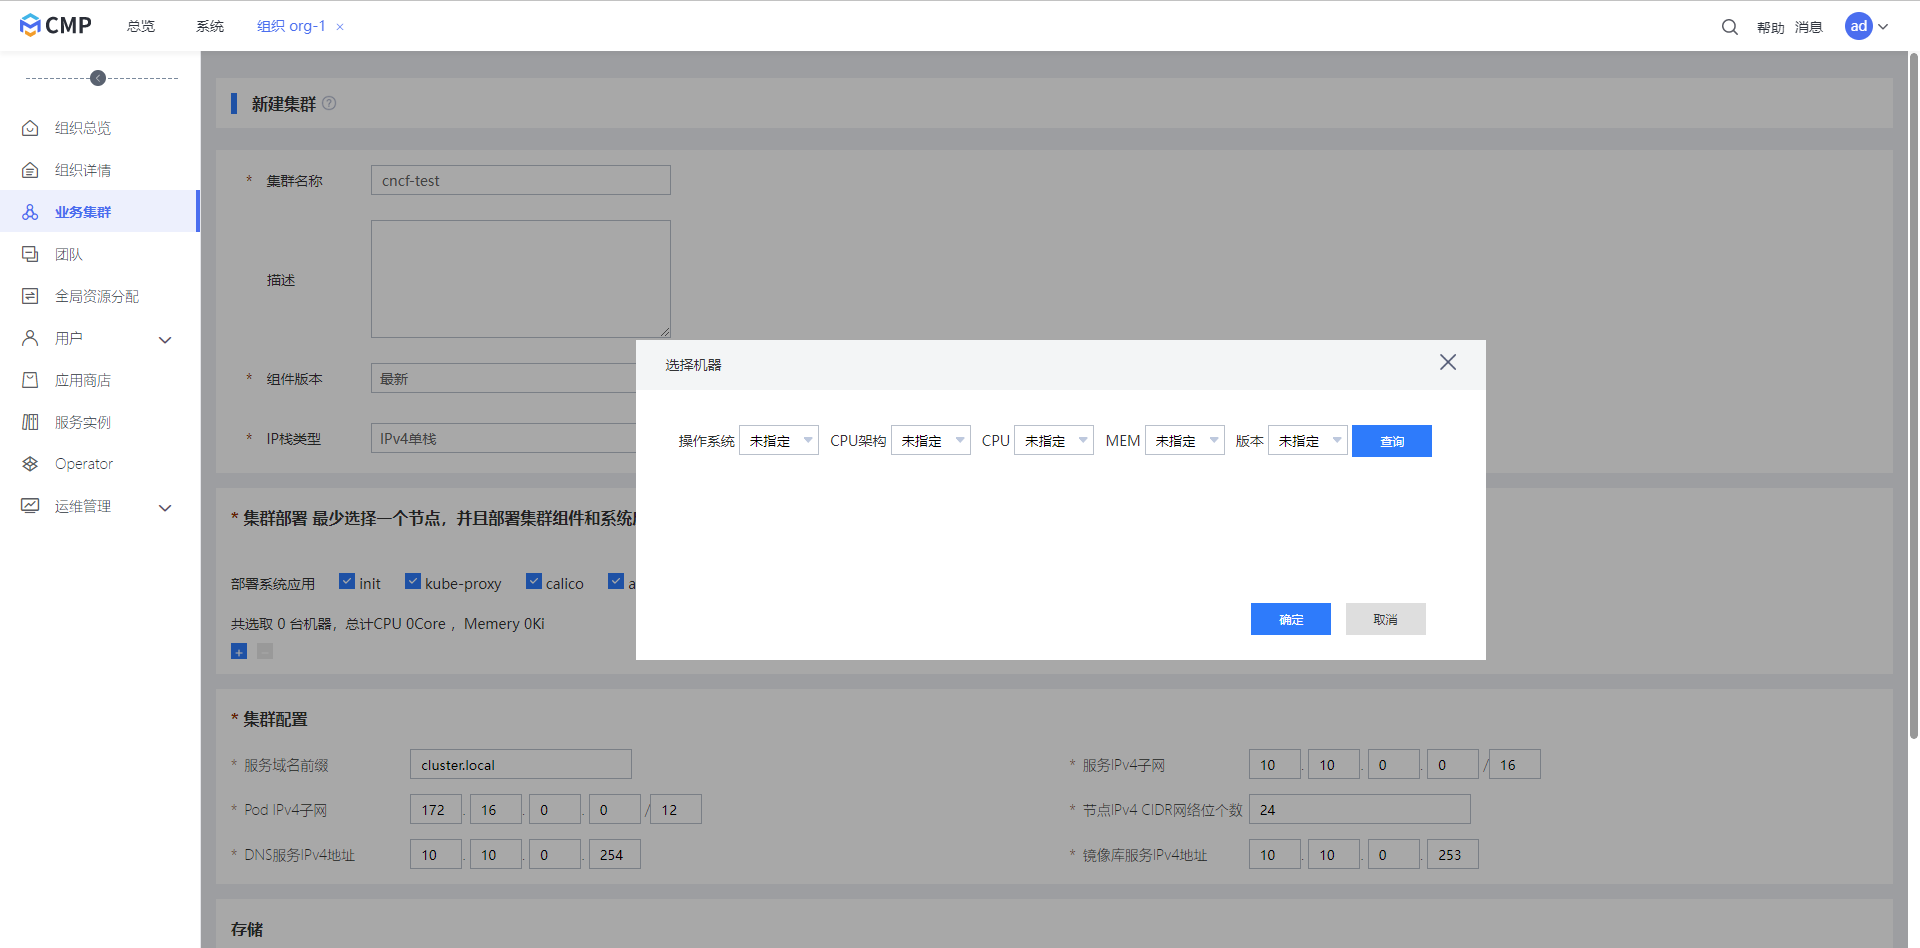 CMP 总览 系统 组织 org-1 × 帮助 消息 ad
组织总览
组织详情
业务集群
团队
全局资源分配
用户
应用商店
服务实例
Operator
运维管理
新建集群 ?
* 集群名称 cncf-test
描述
* 组件版本 最新
* IP栈类型 IPv4单栈
* 集群部署 最少选择一个节点，并且部署集群组件和系统
部署系统应用 init kube-proxy calico a
共选取 0 台机器，总计CPU 0Core ，Memery 0Ki
+ -
选择机器
操作系统 未指定 CPU架构 未指定 CPU 未指定 MEM 未指定 版本 未指定 查询
确定 取消
* 集群配置
* 服务域名前缀 cluster.local
* 服务IPv4子网 10 . 10 . 0 . 0 / 16
* Pod IPv4子网 172 . 16 . 0 . 0 / 12
* 节点IPv4 CIDR网络位个数 24
* DNS服务IPv4地址 10 . 10 . 0 . 254
* 镜像库服务IPv4地址 10 . 10 . 0 . 253
存储